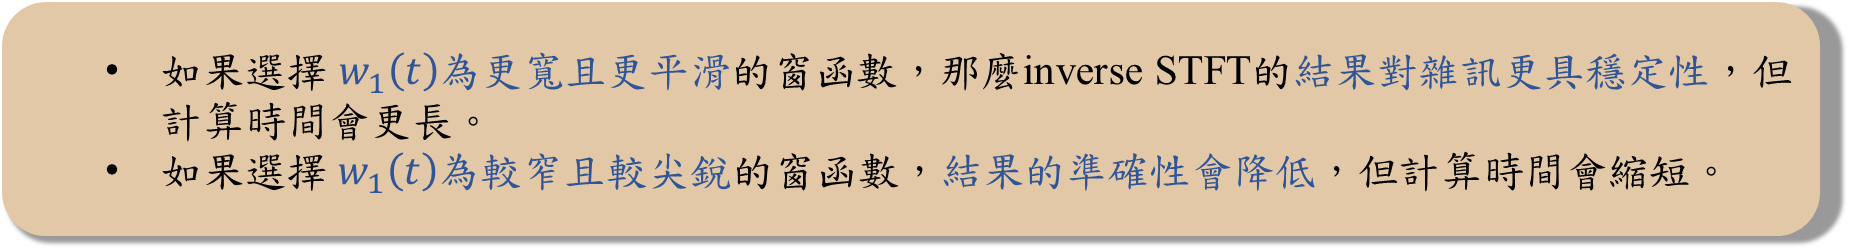 • 如果選擇 w₁(t)為更寬且更平滑的窗函數，那麼inverse STFT的結果對雜訊更具穩定性，但
計算時間會更長。
• 如果選擇 w₁(t)為較窄且較尖銳的窗函數，結果的準確性會降低，但計算時間會縮短。